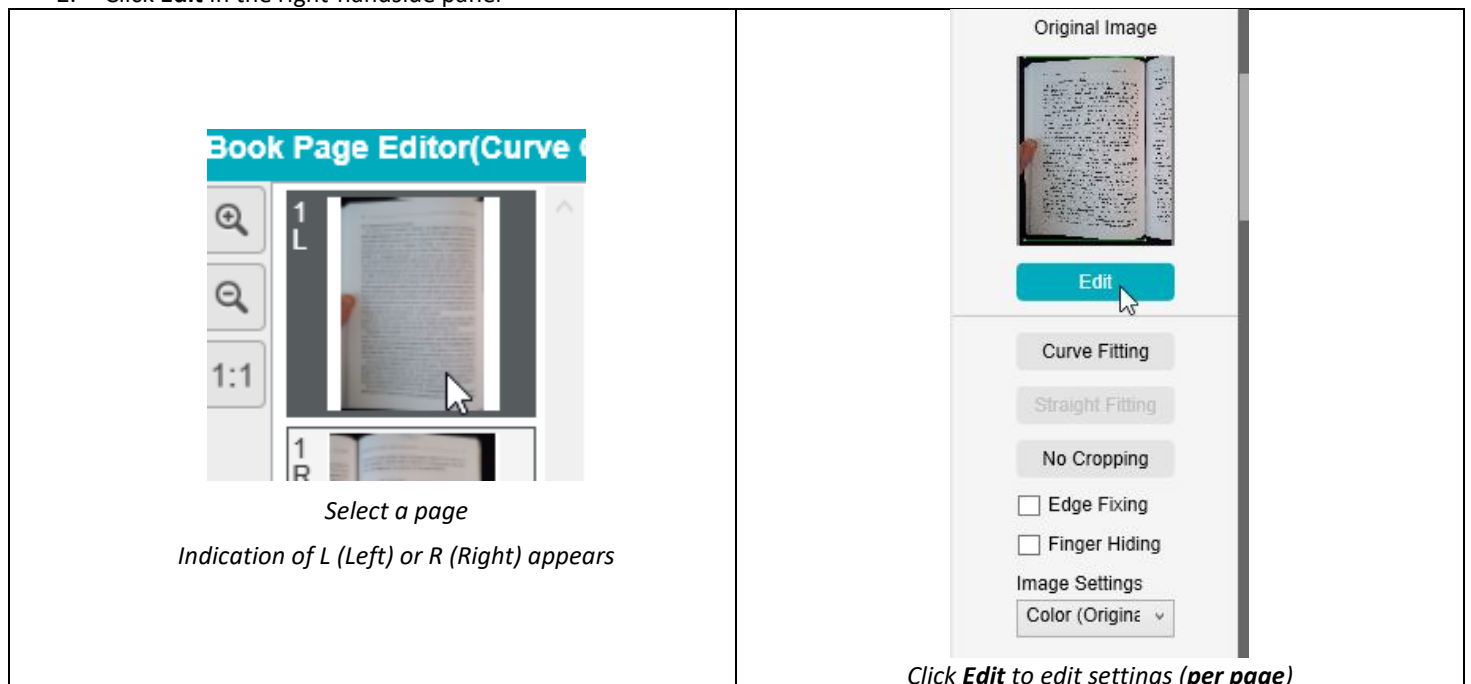 2. Click Edit in the right-handside panel
Book Page Editor(Curve
1
L
1:1
1
R
Select a page
Indication of L (Left) or R (Right) appears
Original Image
Edit
Curve Fitting
Straight Fitting
No Cropping
Edge Fixing
Finger Hiding
Image Settings
Color (Origina
Click Edit to edit settings (per page)